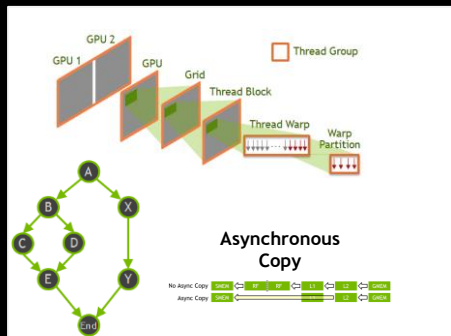 GPU 2
GPU 1
GPU
Grid
Thread Block
Thread Warp
Warp
Partition
Thread Group
A
B
X
C
D
E
Y
End
Asynchronous
Copy
No Async Copy SMEM RF RF L1 L2 GMEM
Async Copy SMEM L2 GMEM